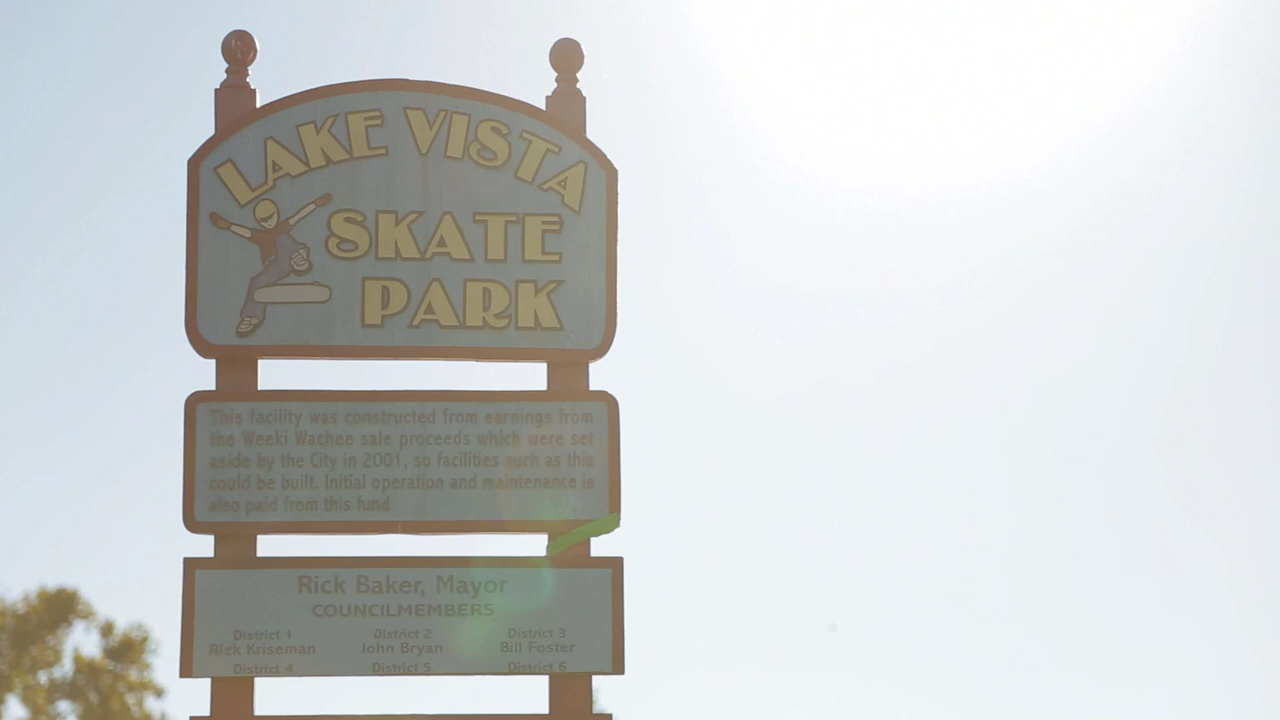 LAKE VISTA
SKATE
PARK
This facility was constructed from earnings from
the Weeki Wachee sale proceeds which were set
aside by the City in 2001, so facilities such as this
could be built. Initial operation and maintenance is
also paid from this fund
Rick Baker, Mayor
COUNCILMEMBERS
District 1 District 2 District 3
Rick Kriseman John Bryan Bill Foster
District 4 District 5 District 6